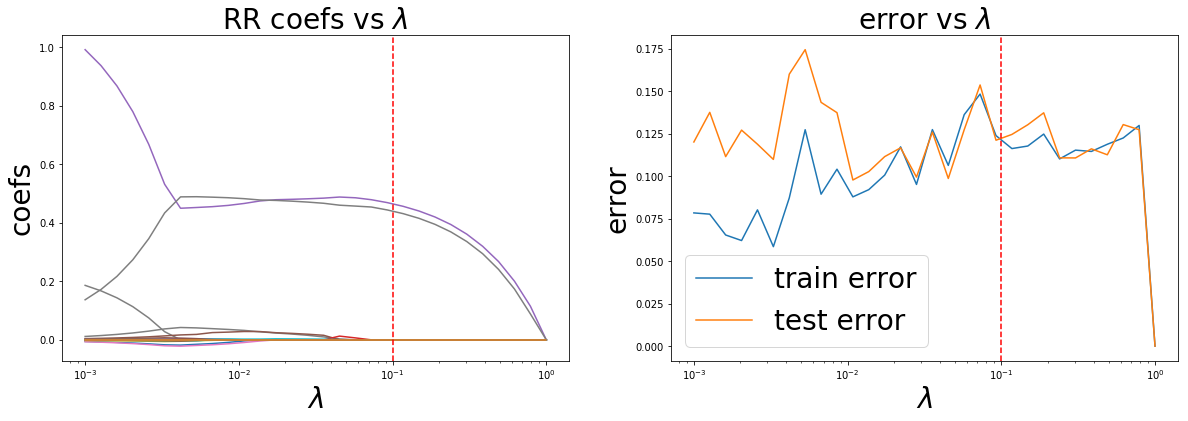 RR coefs vs λ
coefs
1.0
0.8
0.6
0.4
0.2
0.0
10⁻³
10⁻²
10⁻¹
10⁰
λ
error vs λ
error
0.175
0.150
0.125
0.100
0.075
0.050
0.025
0.000
train error
test error
10⁻³
10⁻²
10⁻¹
10⁰
λ